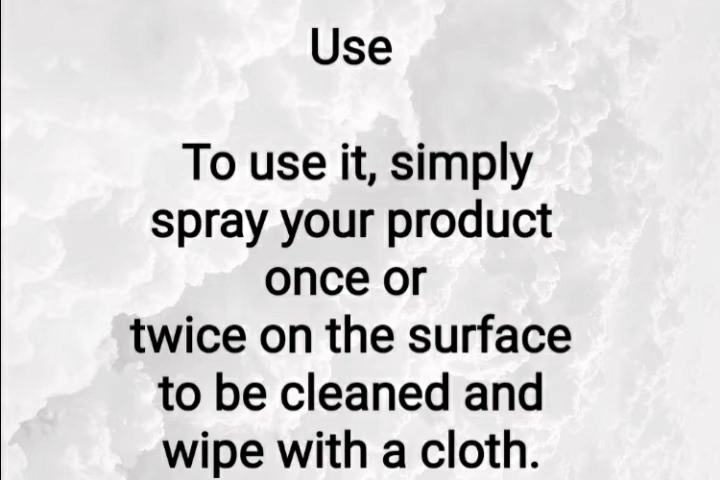 Use
To use it, simply
spray your product
once or
twice on the surface
to be cleaned and
wipe with a cloth.